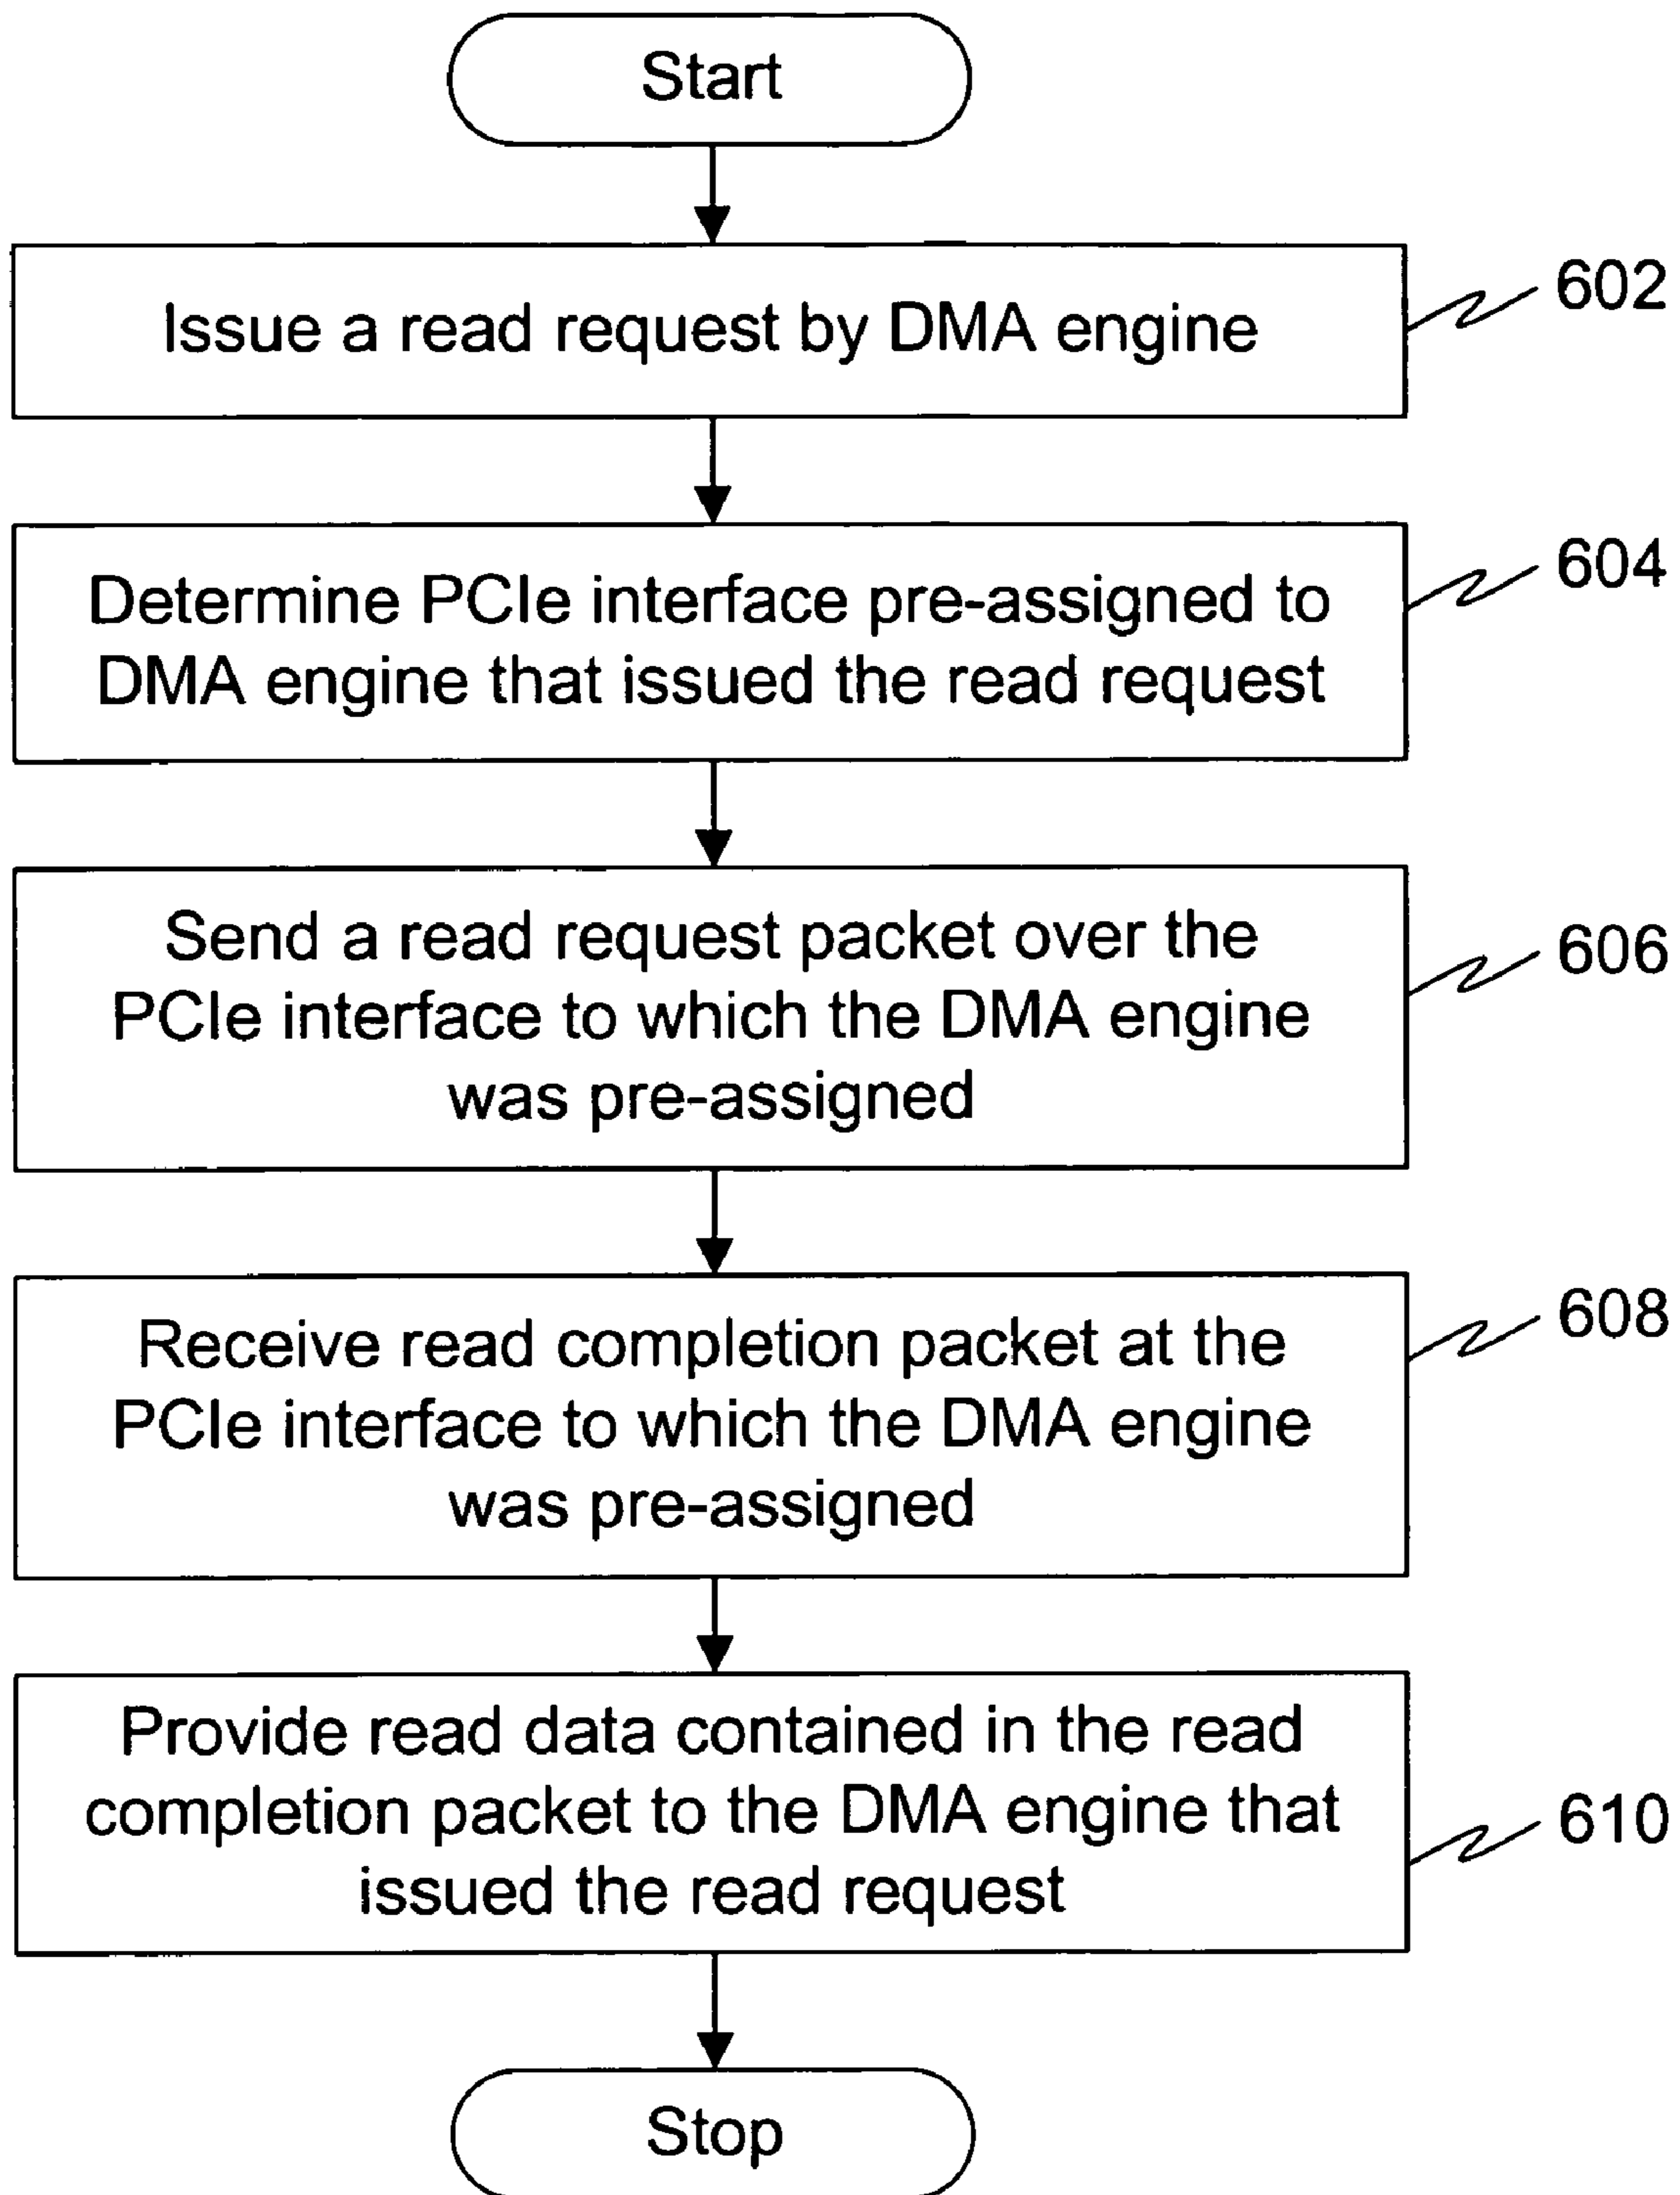 Start
Issue a read request by DMA engine
602
Determine PCIe interface pre-assigned to
DMA engine that issued the read request
604
Send a read request packet over the
PCIe interface to which the DMA engine
was pre-assigned
606
Receive read completion packet at the
PCIe interface to which the DMA engine
was pre-assigned
608
Provide read data contained in the read
completion packet to the DMA engine that
issued the read request
610
Stop